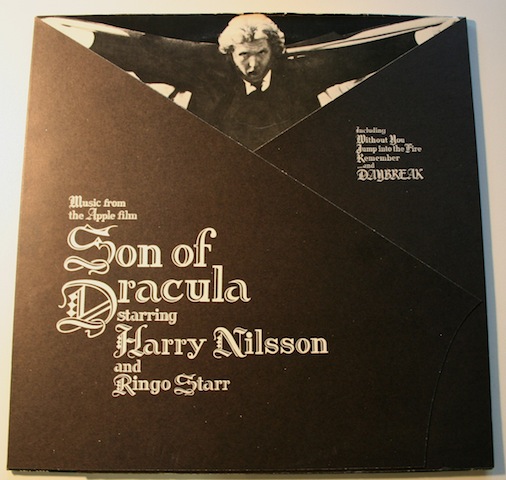 including
Without You
Jump into the Fire
Remember
...and
DAYBREAK
Music from
the Apple film
Son of
Dracula
starring
Harry Nilsson
and
Ringo Starr